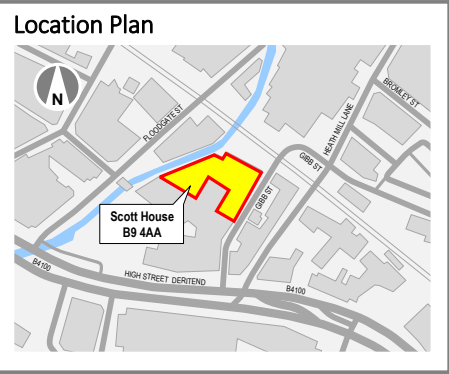 Location Plan
N
FLOODGATE ST
BROMLEY ST
HEATH MILL LANE
GIBB ST
GIBB ST
Scott House
B9 4AA
B4100
HIGH STREET DERITEND
B4100